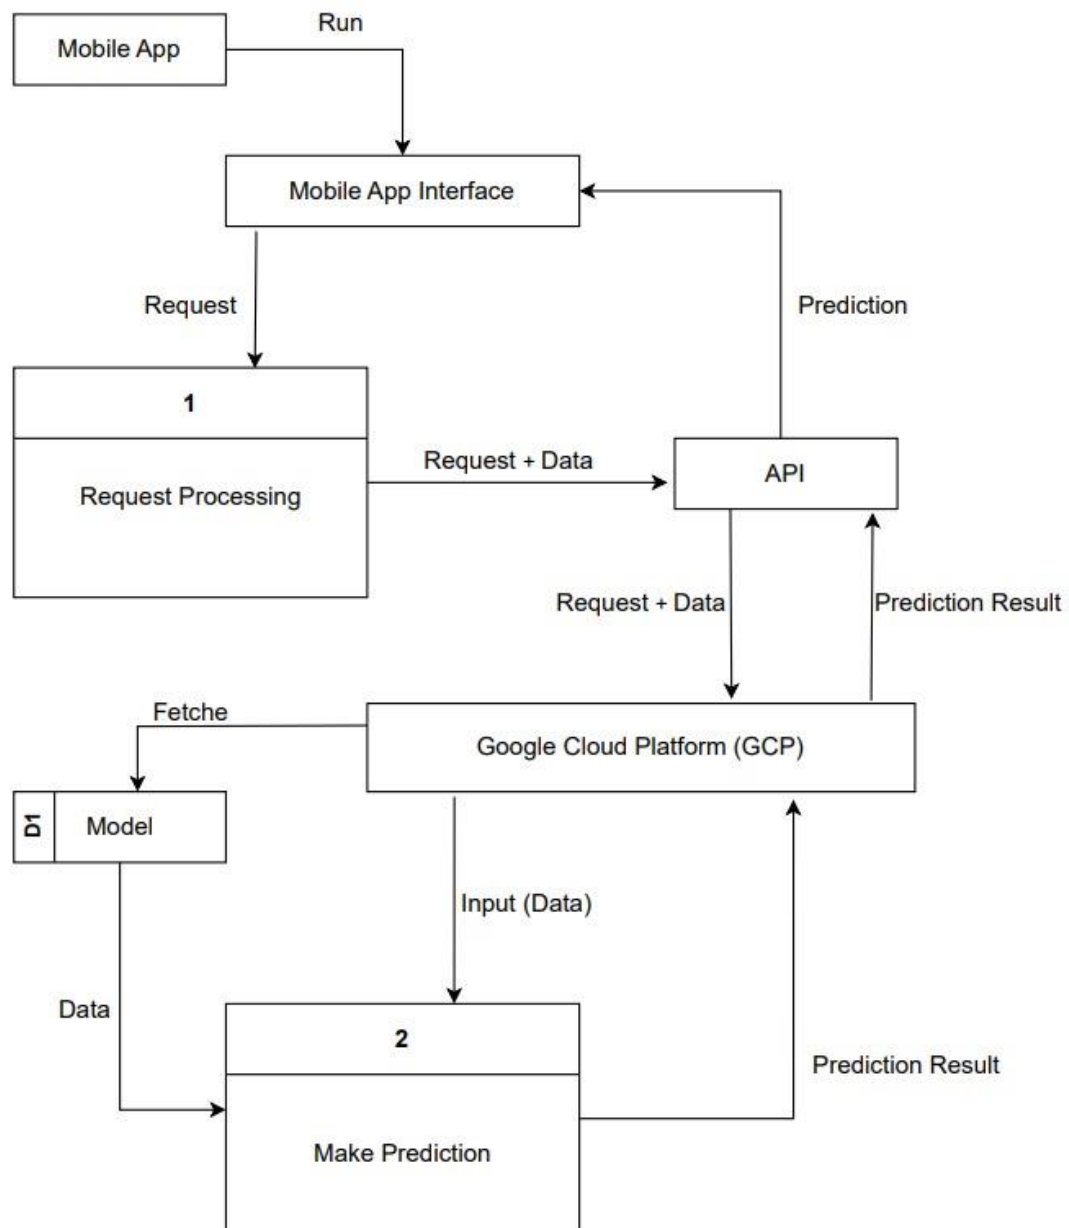 Run
Mobile App
Mobile App Interface
Request
Prediction
1
Request + Data
API
Request Processing
Request + Data
Prediction Result
Fetche
Google Cloud Platform (GCP)
D1
Model
Input (Data)
Data
2
Prediction Result
Make Prediction